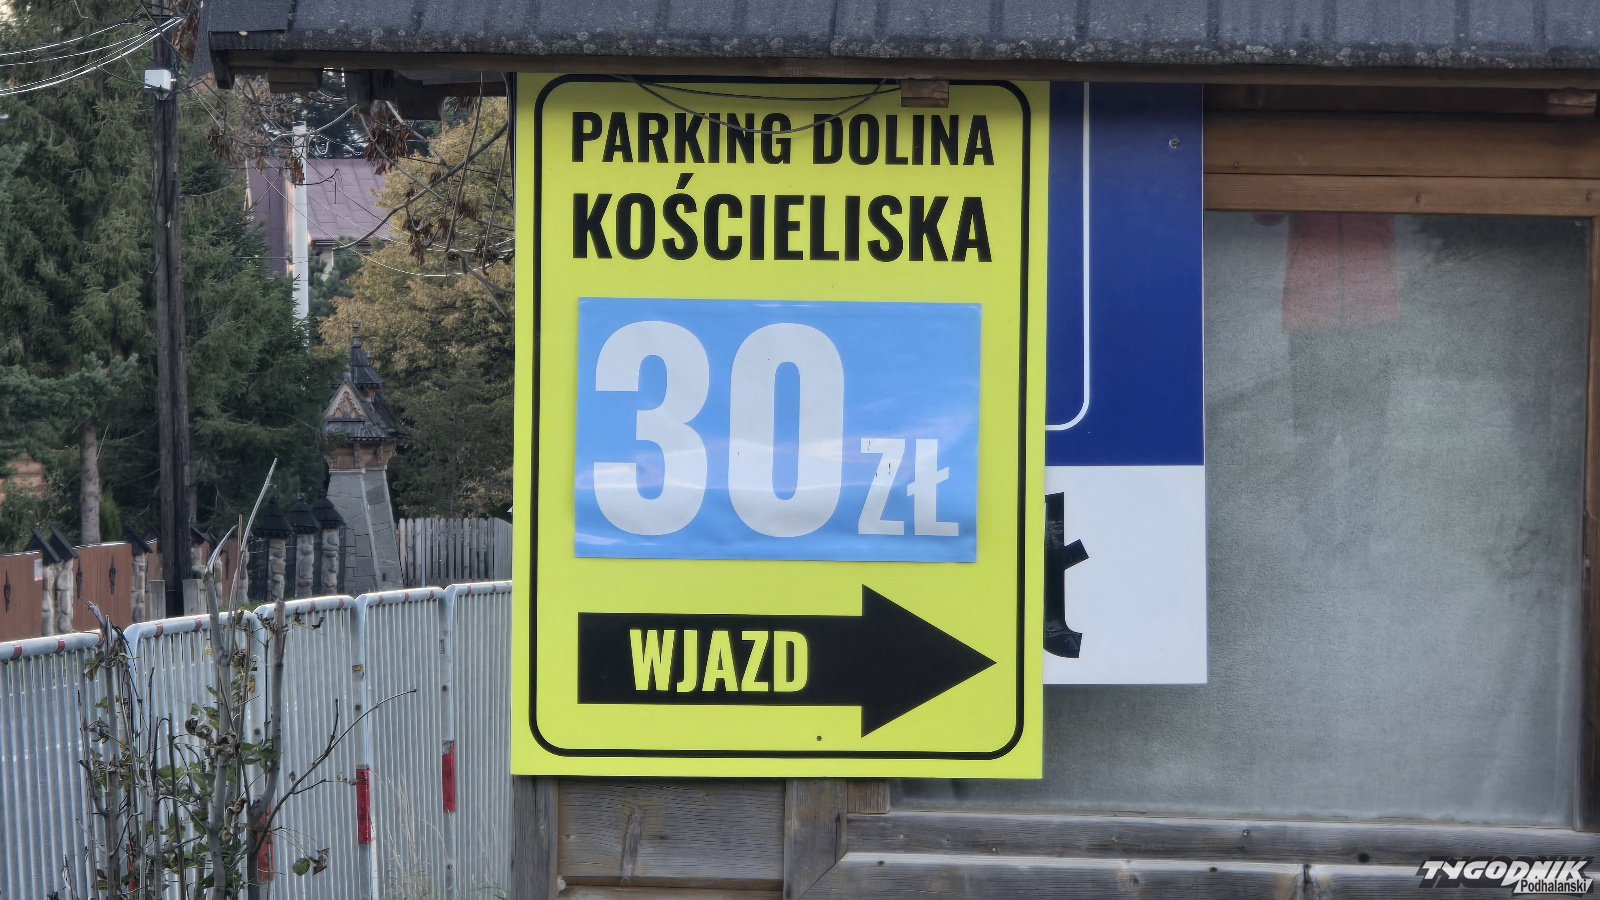 PARKING DOLINA
KOŚCIELISKA
30 ZŁ
WJAZD
t
TYGODNIK
Podhalański